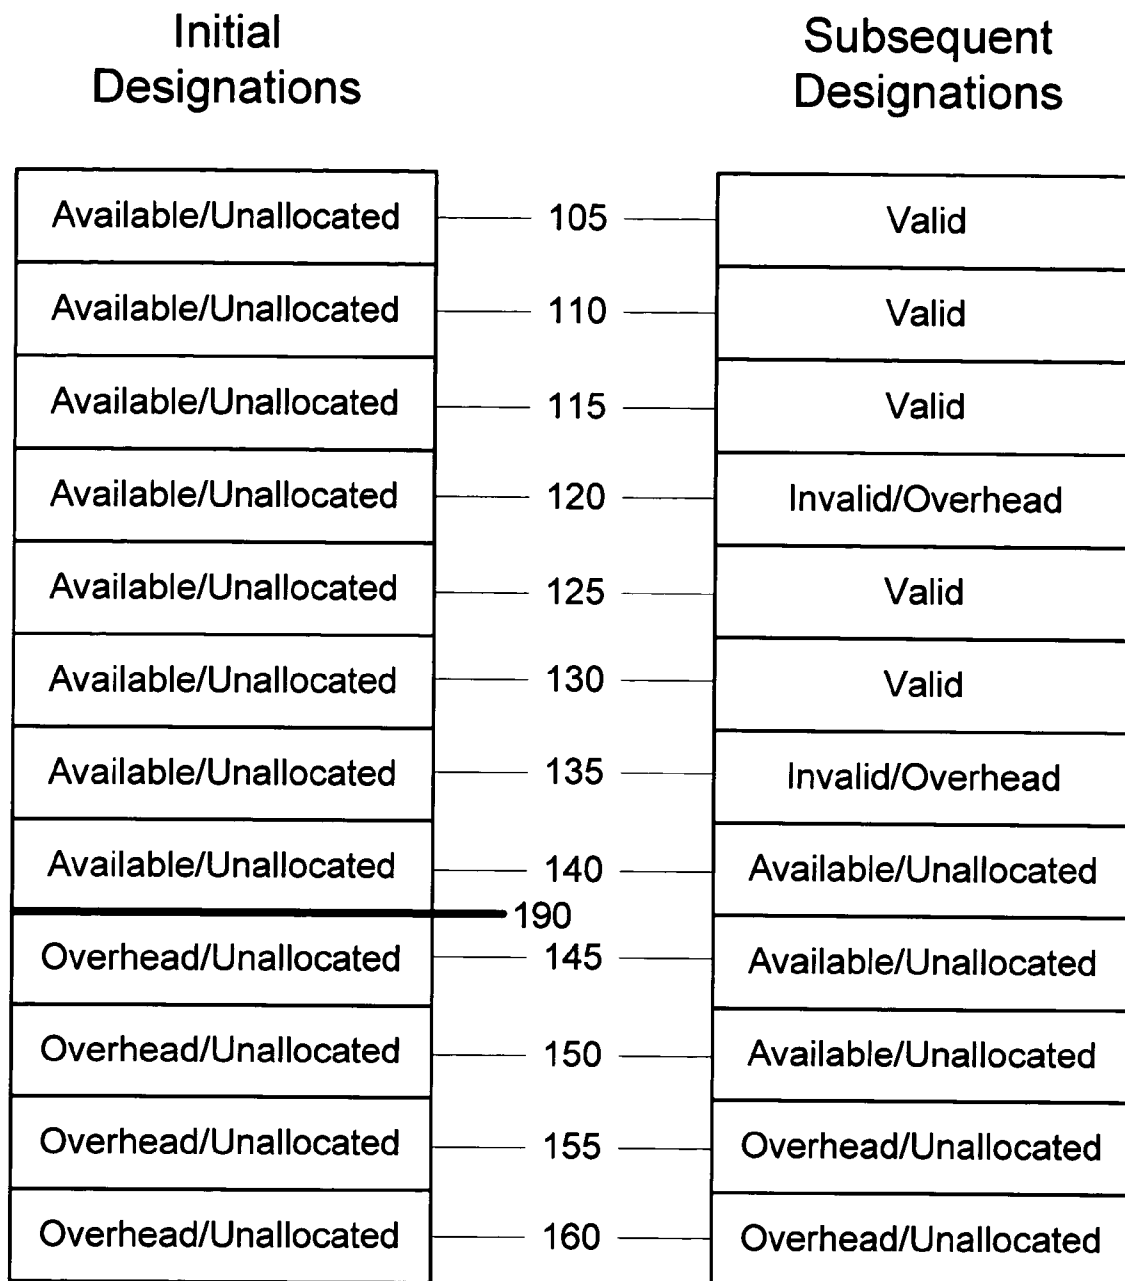 Initial
Designations
Subsequent
Designations
Available/Unallocated 105 Valid
Available/Unallocated 110 Valid
Available/Unallocated 115 Valid
Available/Unallocated 120 Invalid/Overhead
Available/Unallocated 125 Valid
Available/Unallocated 130 Valid
Available/Unallocated 135 Invalid/Overhead
Available/Unallocated 140 Available/Unallocated
190
Overhead/Unallocated 145 Available/Unallocated
Overhead/Unallocated 150 Available/Unallocated
Overhead/Unallocated 155 Overhead/Unallocated
Overhead/Unallocated 160 Overhead/Unallocated